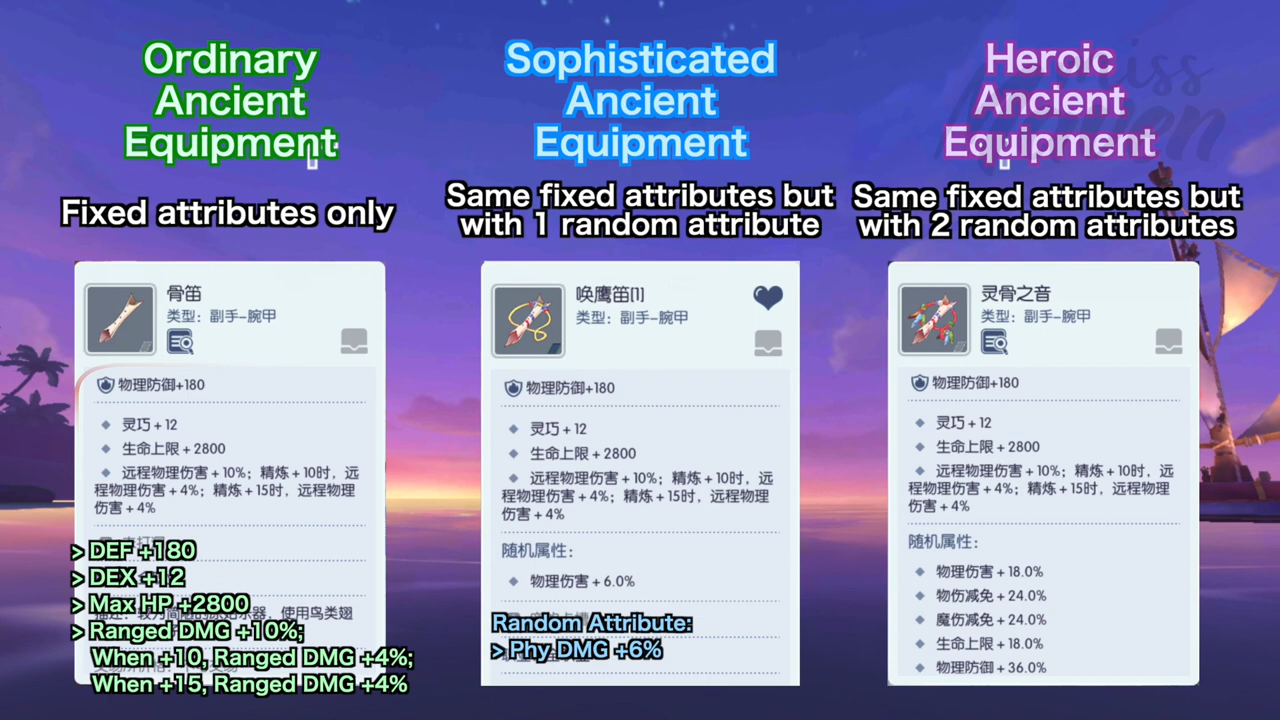 Ordinary
Ancient
Equipment
Fixed attributes only
骨笛
类型：副手-腕甲
物理防御+180
灵巧+12
生命上限+2800
远程物理伤害+10%；精炼+10时，远
程物理伤害+4%；精炼+15时，远程物理
伤害+4%
> DEF +180
> DEX +12
> Max HP +2800
> Ranged DMG +10%;
When +10, Ranged DMG +4%;
When +15, Ranged DMG +4%
Sophisticated
Ancient
Equipment
Same fixed attributes but
with 1 random attribute
唤鹰笛[1]
类型：副手-腕甲
物理防御+180
灵巧+12
生命上限+2800
远程物理伤害+10%；精炼+10时，远
程物理伤害+4%；精炼+15时，远程物理
伤害+4%
随机属性：
物理伤害+6.0%
Random Attribute:
> Phy DMG +6%
Heroic
Ancient
Equipment
Same fixed attributes but
with 2 random attributes
灵骨之音
类型：副手-腕甲
物理防御+180
灵巧+12
生命上限+2800
远程物理伤害+10%；精炼+10时，远
程物理伤害+4%；精炼+15时，远程物理
伤害+4%
随机属性：
物理伤害+18.0%
物伤减免+24.0%
魔伤减免+24.0%
生命上限+18.0%
物理防御+36.0%